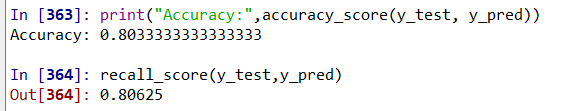 In [363]: print("Accuracy:",accuracy_score(y_test, y_pred))
Accuracy: 0.8033333333333333
In [364]: recall_score(y_test,y_pred)
Out[364]: 0.80625